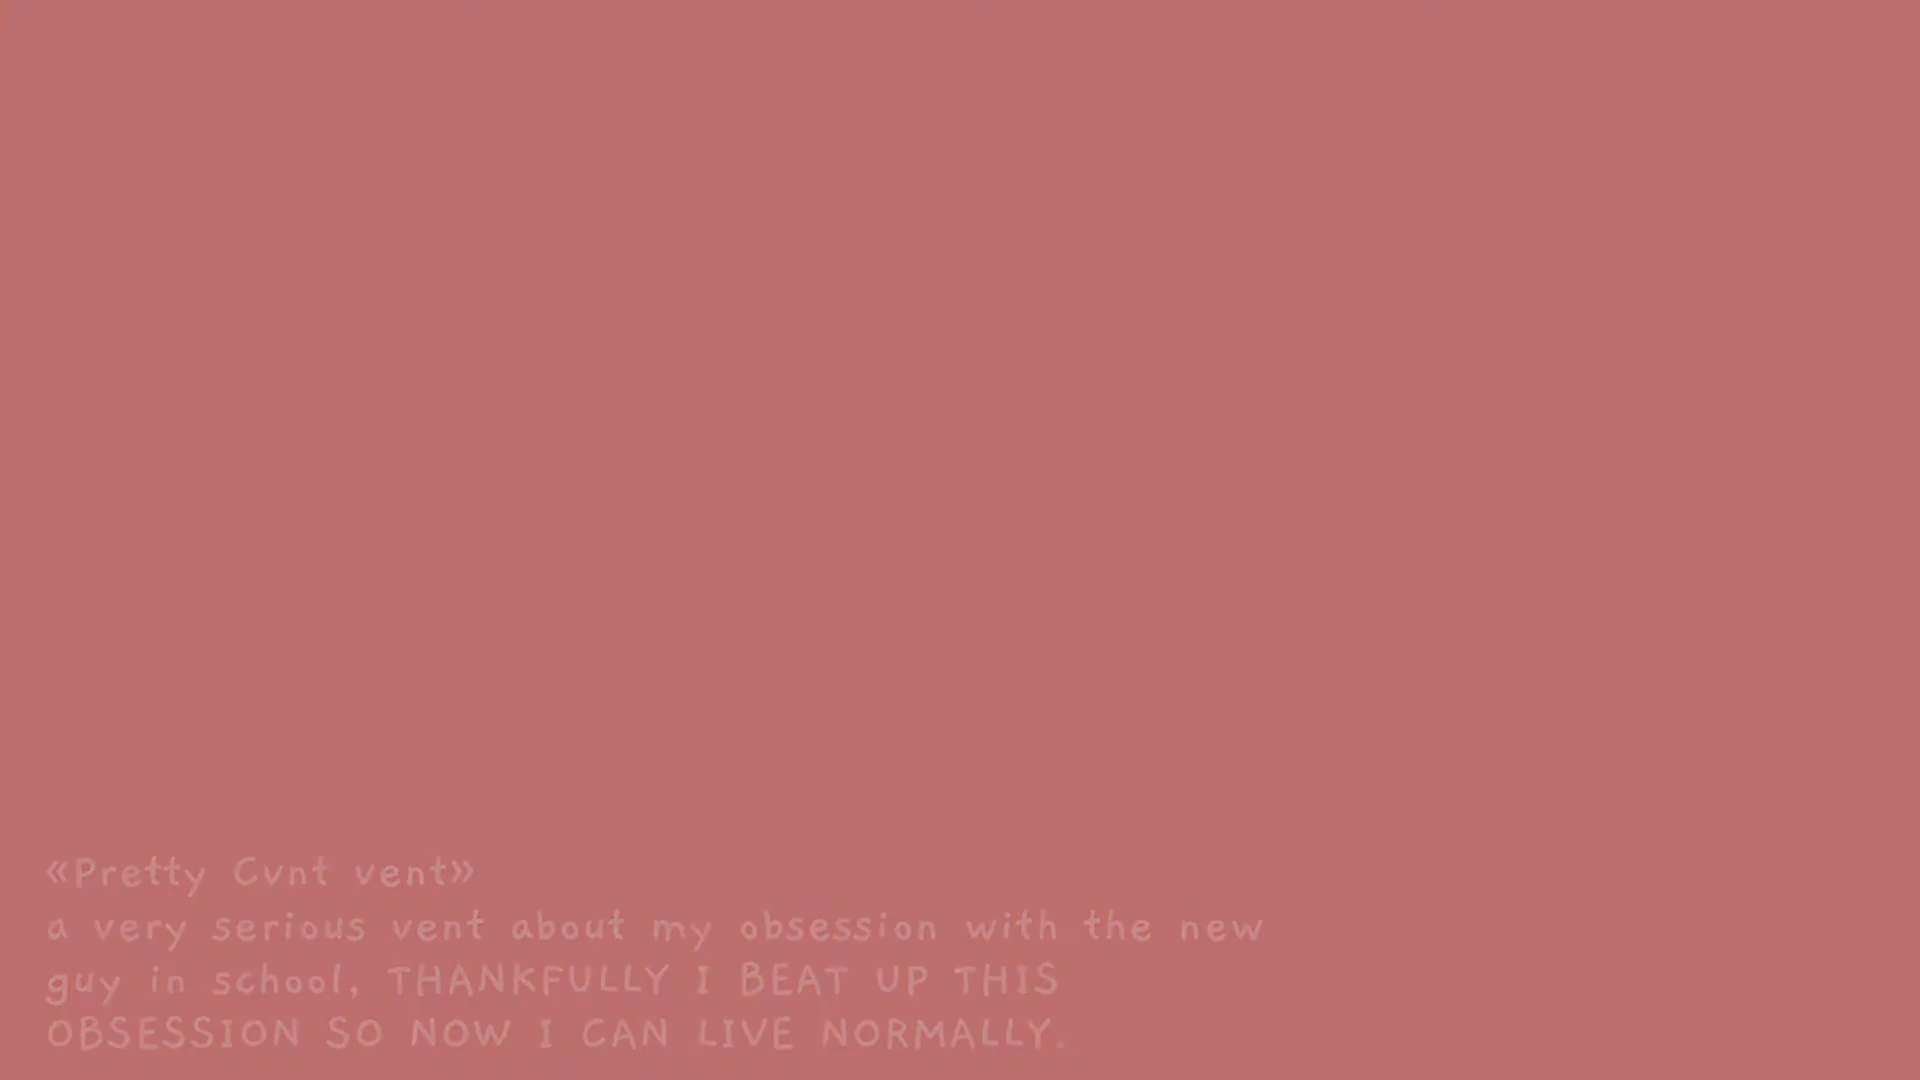 «Pretty Cvnt vent»
a very serious vent about my obsession with the new
guy in school, THANKFULLY I BEAT UP THIS
OBSESSION SO NOW I CAN LIVE NORMALLY.